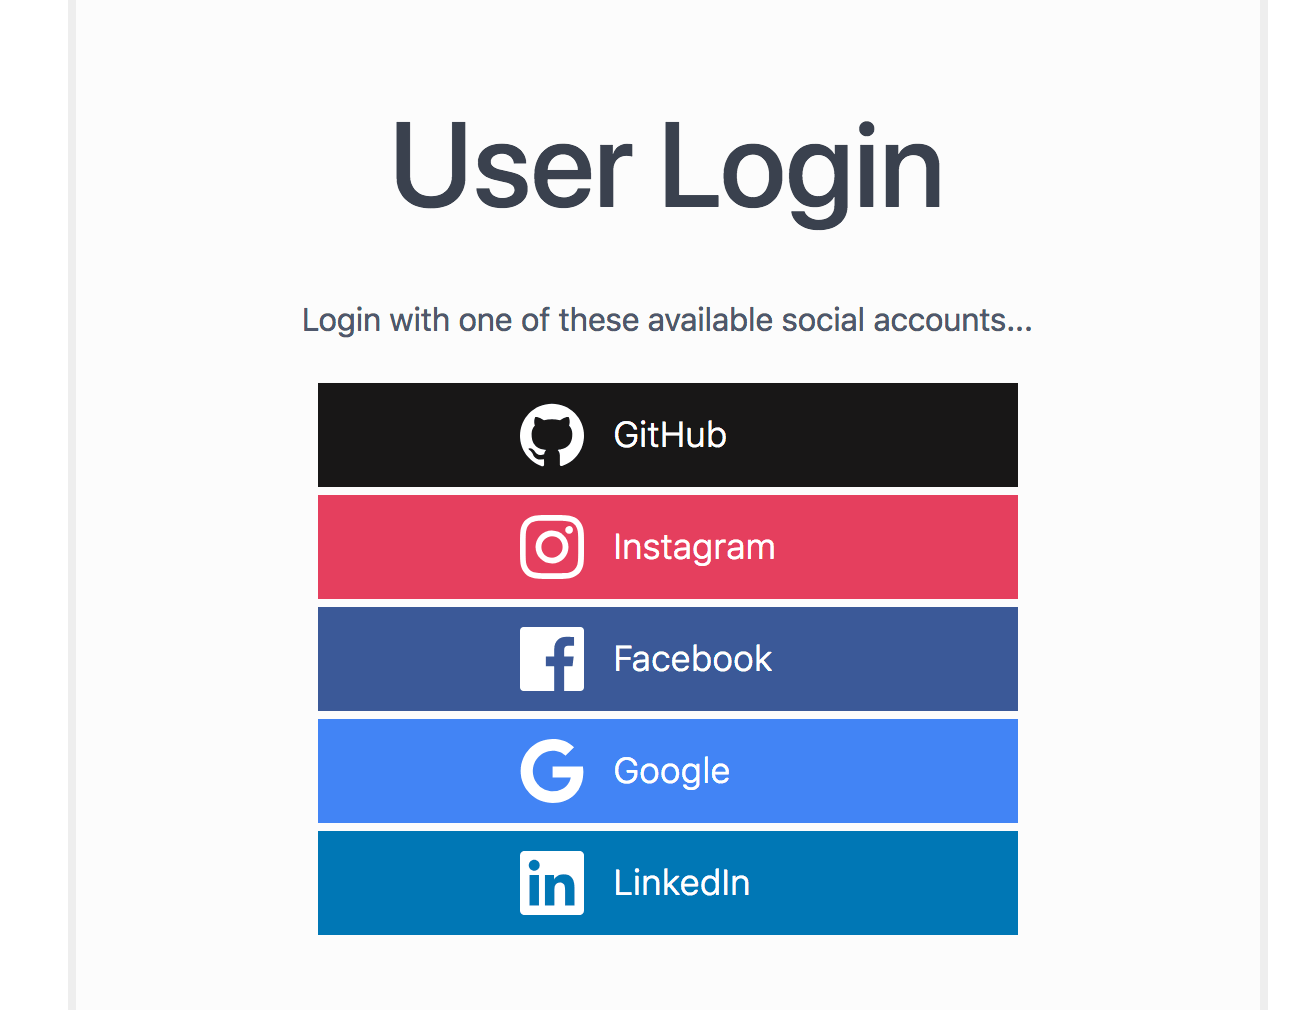 User Login
Login with one of these available social accounts...
GitHub
Instagram
Facebook
Google
LinkedIn